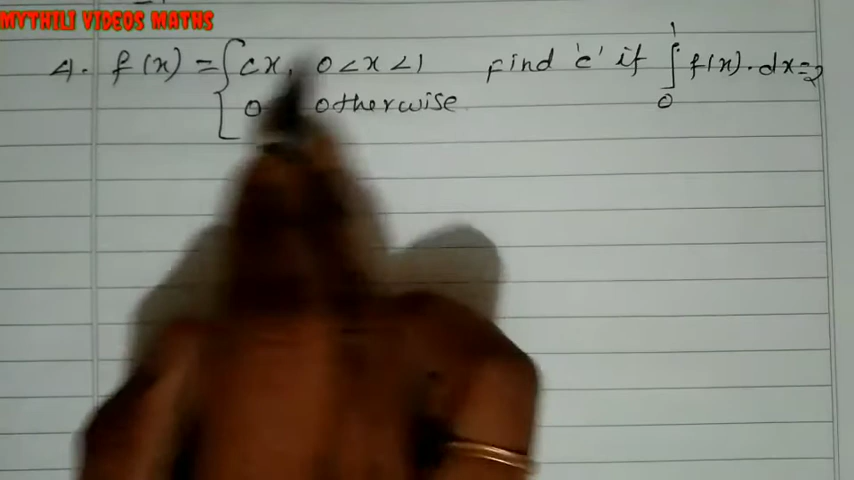 MYTHILI VIDEOS MATHS
4. f(x) = { cx, 0<x<1 Find 'c' if ∫₀¹ f(x).dx=2
0 otherwise